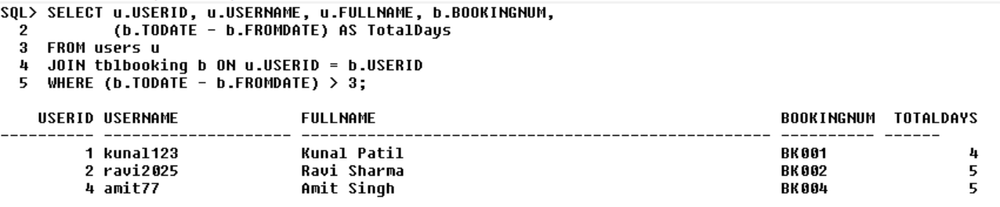 SQL> SELECT u.USERID, u.USERNAME, u.FULLNAME, b.BOOKINGNUM,
  2         (b.TODATE - b.FROMDATE) AS TotalDays
  3  FROM users u
  4  JOIN tblbooking b ON u.USERID = b.USERID
  5  WHERE (b.TODATE - b.FROMDATE) > 3;

    USERID USERNAME             FULLNAME                                           BOOKINGNUM  TOTALDAYS
---------- -------------------- -------------------------------------------------- ---------- ------
         1 kunal123             Kunal Patil                                        BK001               4
         2 ravi2025             Ravi Sharma                                        BK002               5
         4 amit77               Amit Singh                                         BK004               5